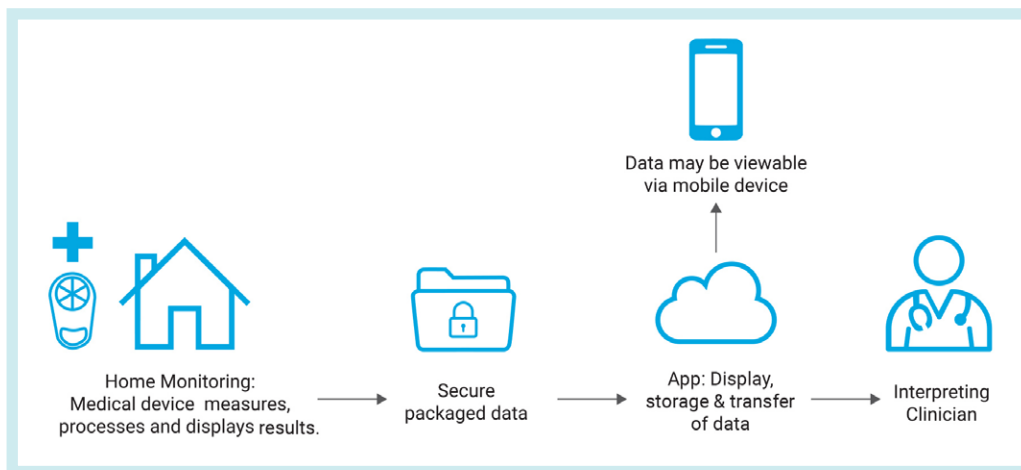 Data may be viewable
via mobile device
Home Monitoring:
Medical device measures,
processes and displays results.
Secure
packaged data
App: Display,
storage & transfer
of data
Interpreting
Clinician